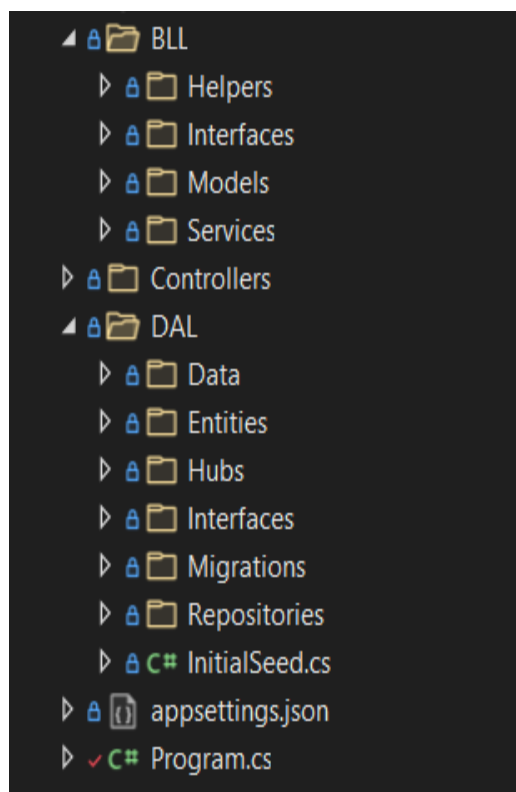 BLL
Helpers
Interfaces
Models
Services
Controllers
DAL
Data
Entities
Hubs
Interfaces
Migrations
Repositories
C# InitialSeed.cs
appsettings.json
C# Program.cs